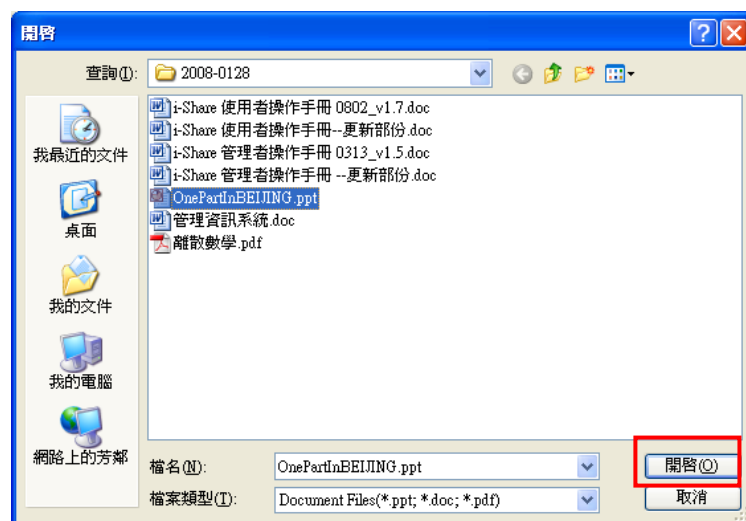 開啓
查詢(I):
2008-0128
i-Share 使用者操作手冊 0802_v1.7.doc
i-Share 使用者操作手冊--更新部份.doc
i-Share 管理者操作手冊 0313_v1.5.doc
i-Share 管理者操作手冊 --更新部份.doc
OnePartInBEIJING.ppt
管理資訊系統.doc
離散數學.pdf
我最近的文件
桌面
我的文件
我的電腦
網路上的芳鄰
檔名(N):
OnePartInBEIJING.ppt
開啓(O)
檔案類型(T):
Document Files(*.ppt; *.doc; *.pdf)
取消